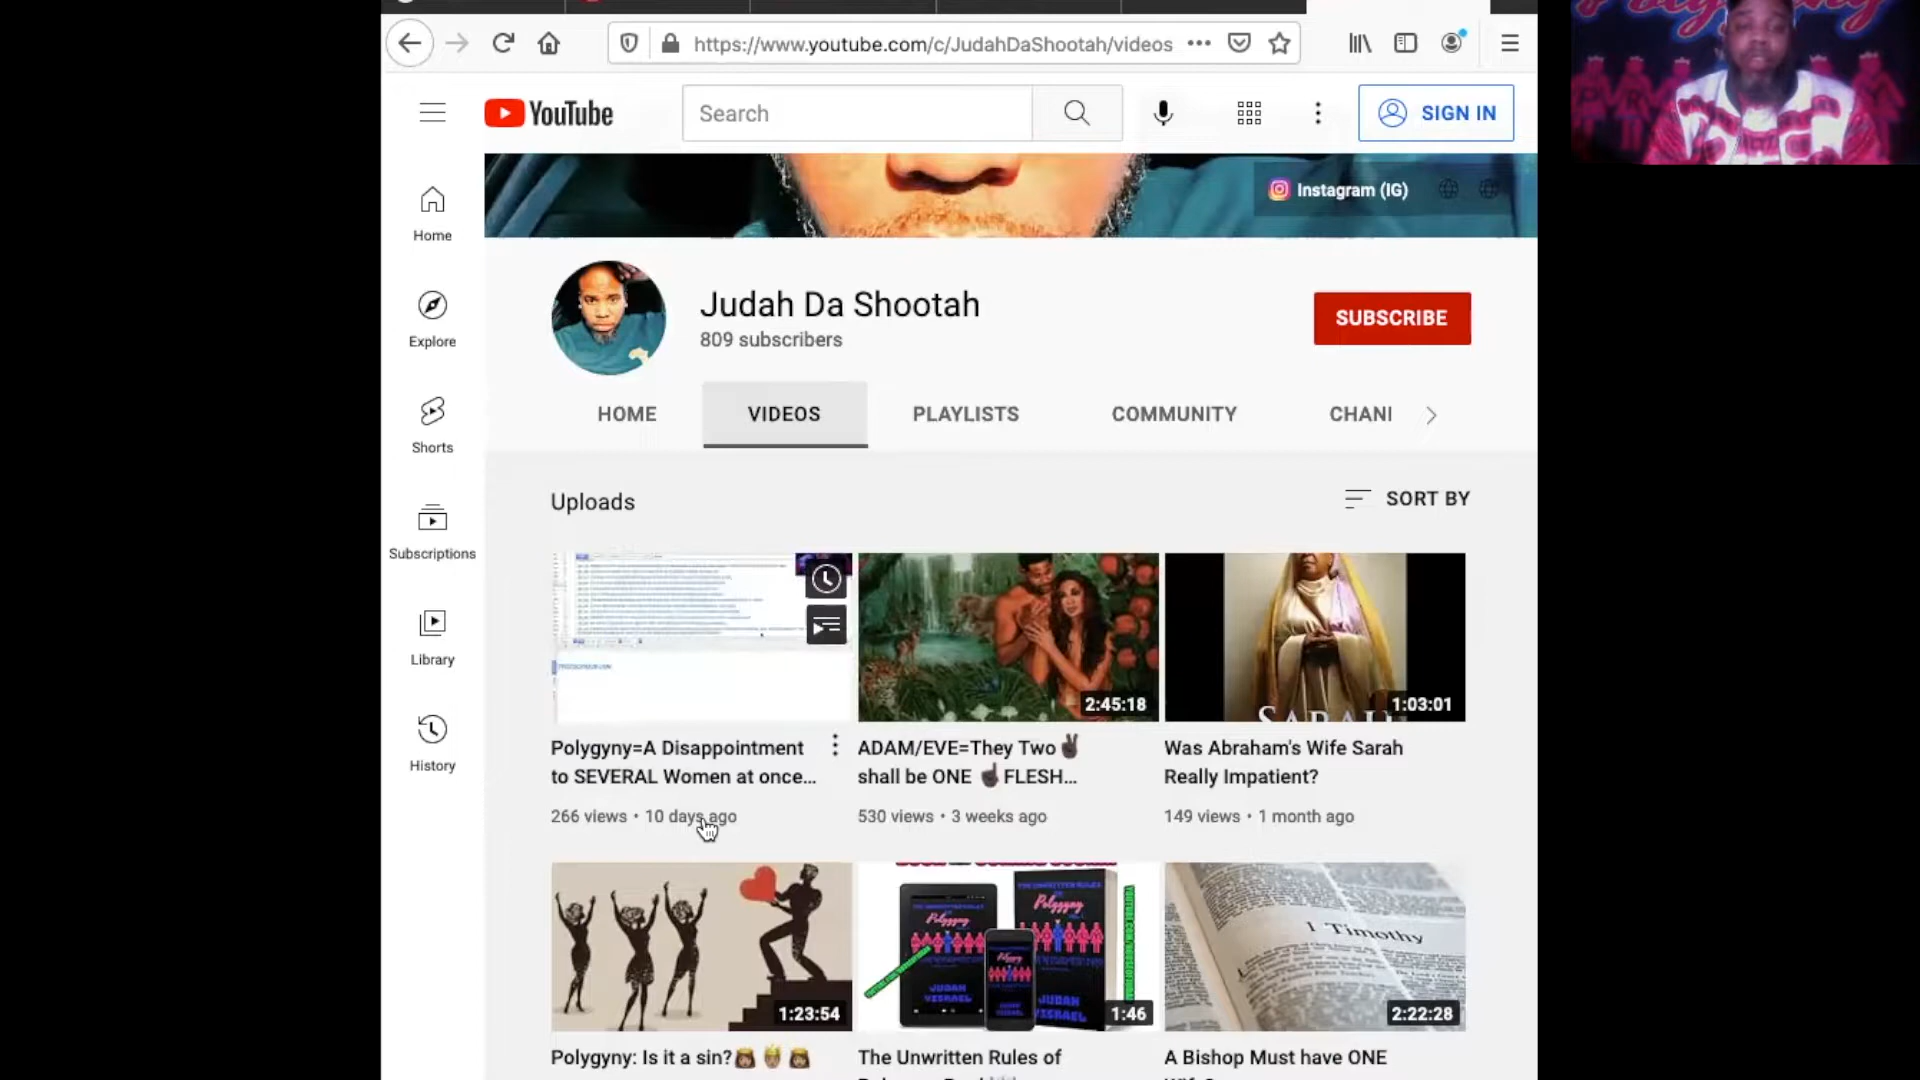 https://www.youtube.com/c/JudahDaShootah/videos
YouTube
Search
SIGN IN
Instagram (IG)
Home
Explore
Shorts
Subscriptions
Library
History
Judah Da Shootah
809 subscribers
SUBSCRIBE
HOME
VIDEOS
PLAYLISTS
COMMUNITY
CHANI
Uploads
SORT BY
2:45:18
SARAH
1:03:01
Polygyny=A Disappointment
to SEVERAL Women at once...
266 views • 10 days ago
ADAM/EVE=They Two✌🏿
shall be ONE ☝🏿FLESH...
530 views • 3 weeks ago
Was Abraham's Wife Sarah
Really Impatient?
149 views • 1 month ago
1:23:54
Polygyny
Polygyny
JUDAH
JUDAH
1:46
1 Timothy
2:22:28
Polygyny: Is it a sin?
The Unwritten Rules of
A Bishop Must have ONE